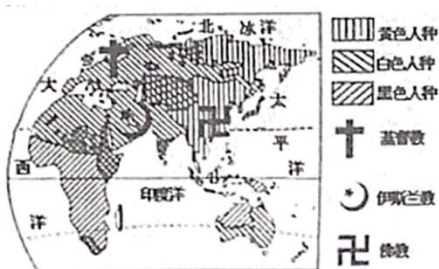 北 冰 洋
大 西 洋
太 平 洋
印度洋
黄色人种
白色人种
黑色人种
基督教
伊斯兰教
佛教